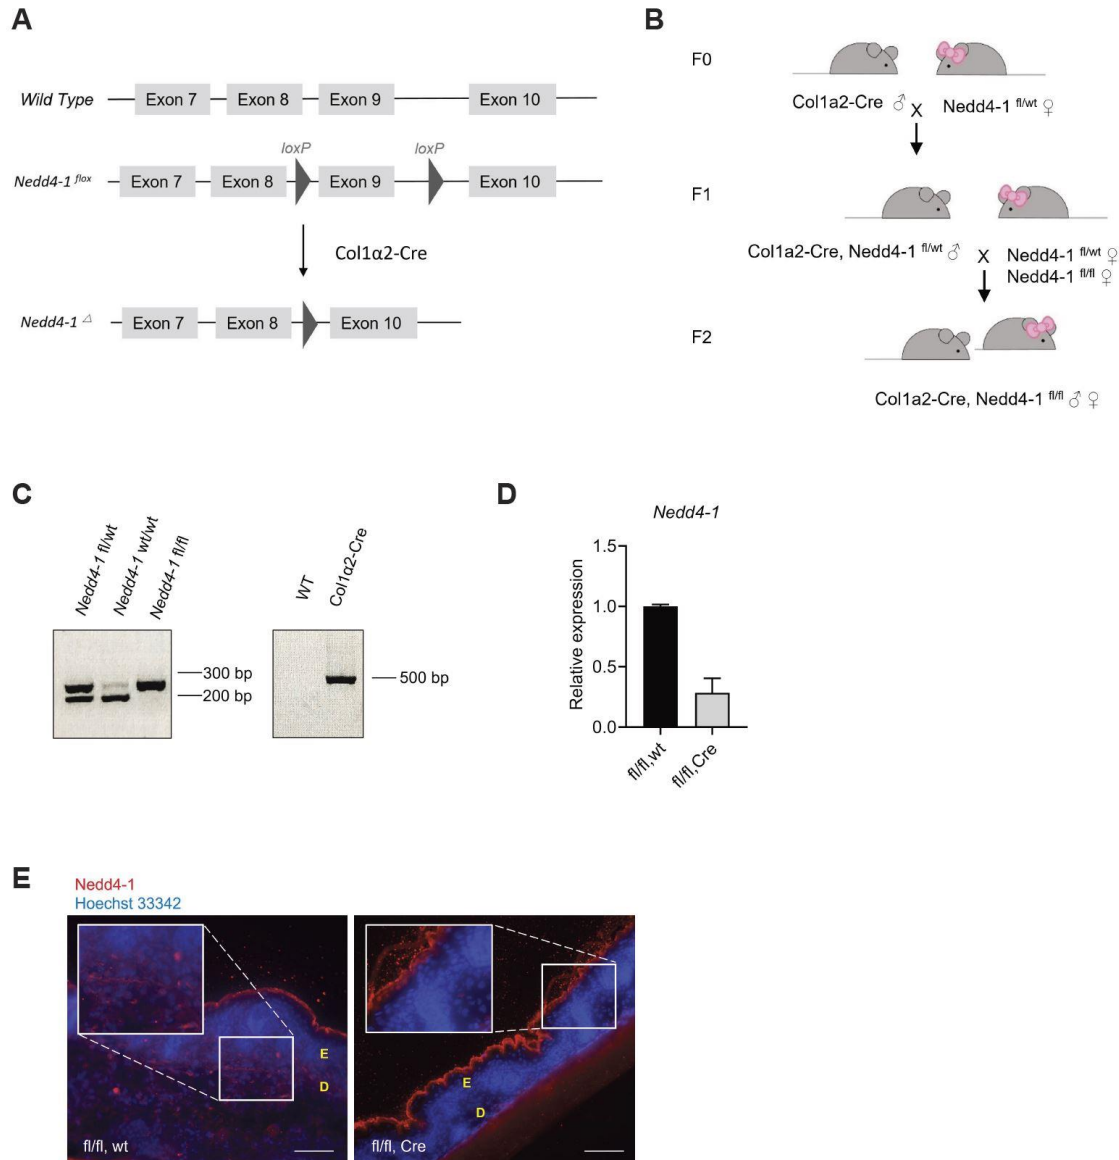 A
Wild Type
Exon 7
Exon 8
Exon 9
Exon 10
loxP
loxP
Nedd4-1 flox
Exon 7
Exon 8
Exon 9
Exon 10
Col1α2-Cre
Nedd4-1 △
Exon 7
Exon 8
Exon 10
B
F0
Col1a2-Cre ♂
X
Nedd4-1 fl/wt ♀
F1
Col1a2-Cre, Nedd4-1 fl/wt ♂
X
Nedd4-1 fl/wt ♀
Nedd4-1 fl/fl ♀
F2
Col1a2-Cre, Nedd4-1 fl/fl ♂ ♀
C
Nedd4-1 fl/wt
Nedd4-1 wt/wt
Nedd4-1 fl/fl
300 bp
200 bp
WT
Col1α2-Cre
500 bp
D
Nedd4-1
Relative expression
1.5
1.0
0.5
0.0
fl/fl,wt
fl/fl,Cre
E
Nedd4-1
Hoechst 33342
E
D
fl/fl, wt
E
D
fl/fl, Cre